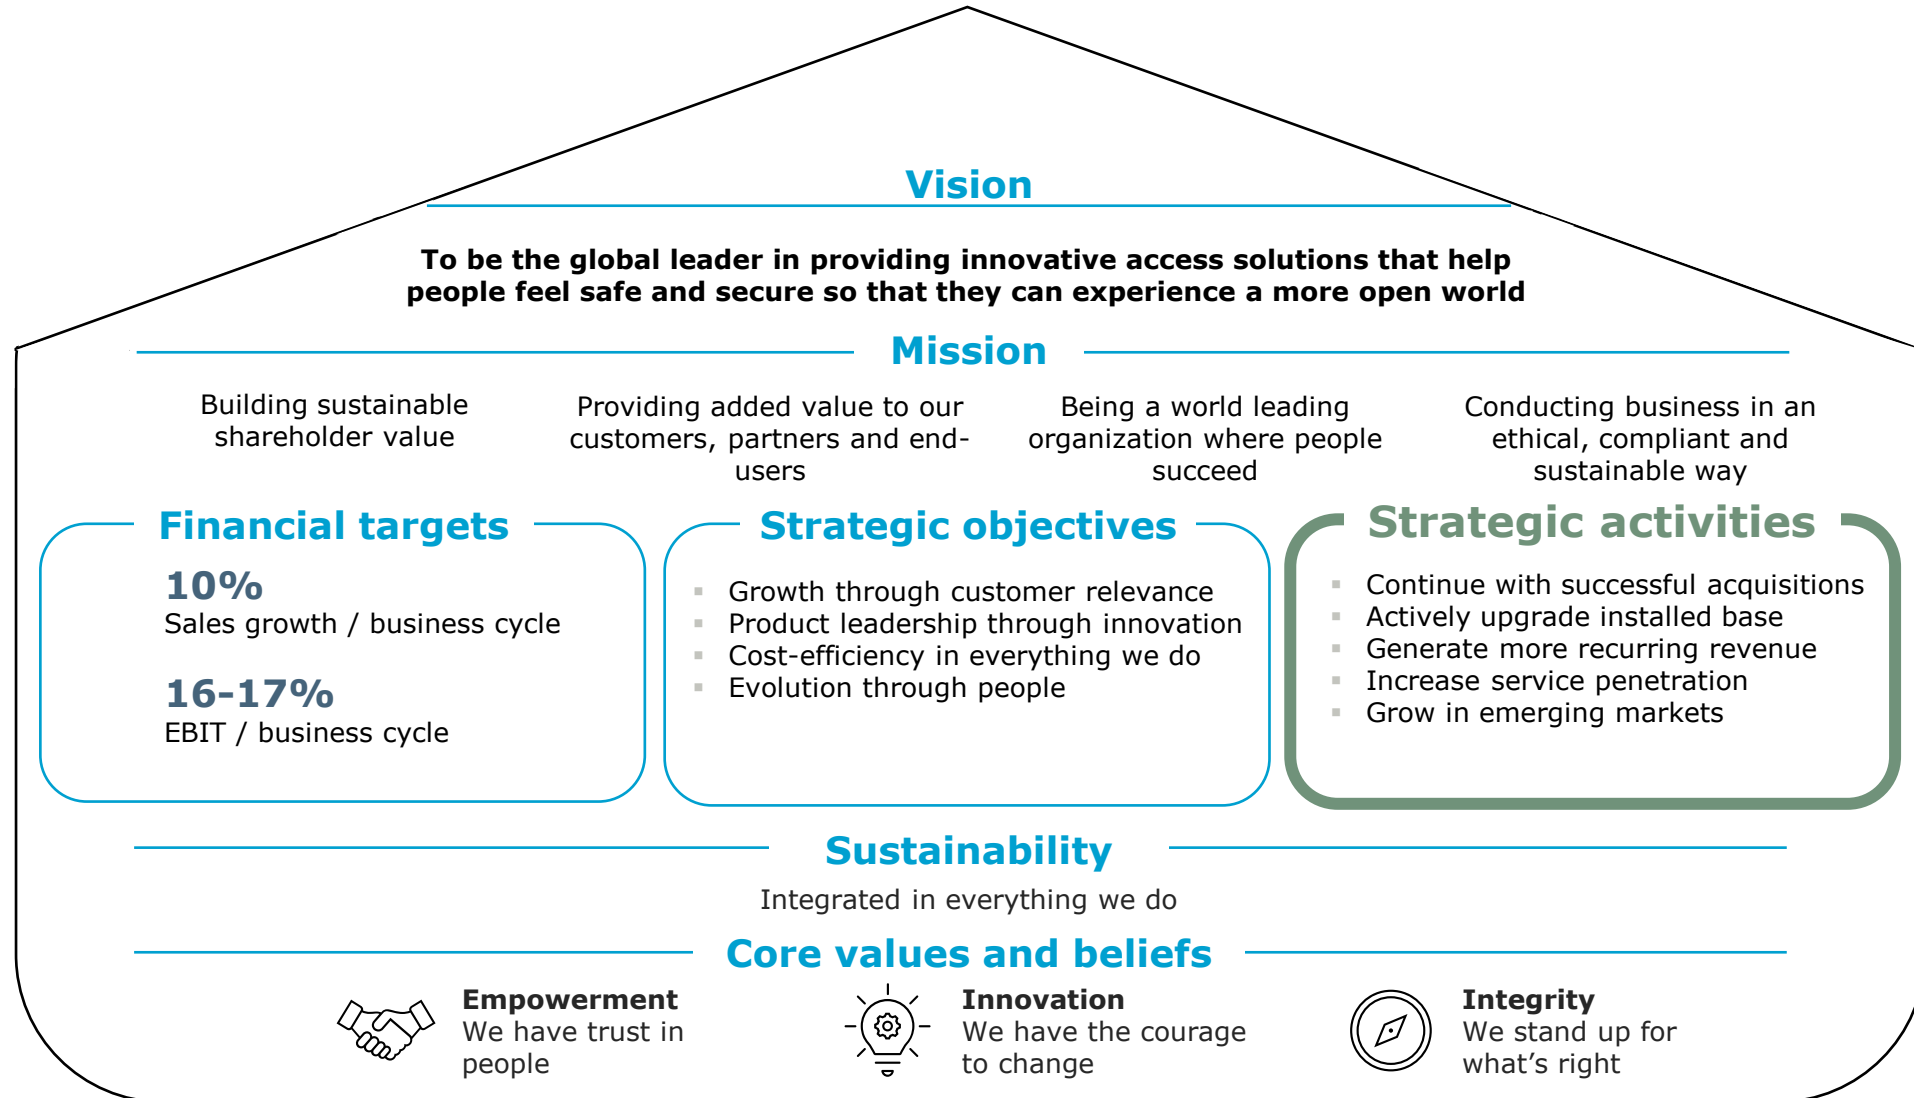 Vision
To be the global leader in providing innovative access solutions that help
people feel safe and secure so that they can experience a more open world
Mission
Building sustainable
shareholder value
Providing added value to our
customers, partners and end-
users
Being a world leading
organization where people
succeed
Conducting business in an
ethical, compliant and
sustainable way
Financial targets
10%
Sales growth / business cycle
16-17%
EBIT / business cycle
Strategic objectives
▪ Growth through customer relevance
▪ Product leadership through innovation
▪ Cost-efficiency in everything we do
▪ Evolution through people
Strategic activities
▪ Continue with successful acquisitions
▪ Actively upgrade installed base
▪ Generate more recurring revenue
▪ Increase service penetration
▪ Grow in emerging markets
Sustainability
Integrated in everything we do
Core values and beliefs
Empowerment
We have trust in
people
Innovation
We have the courage
to change
Integrity
We stand up for
what’s right